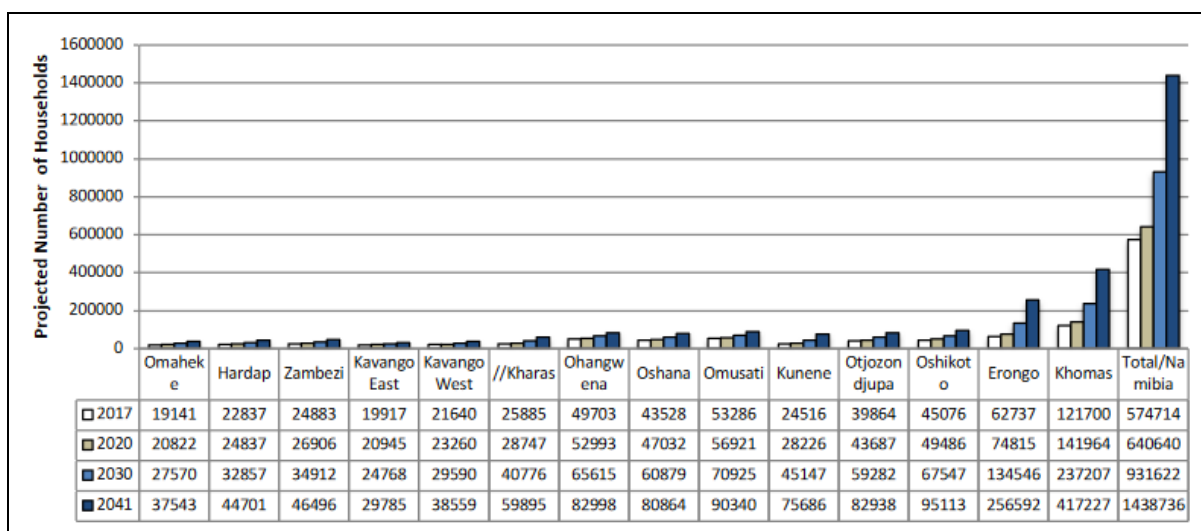 Projected Number of Households
1600000
1400000
1200000
1000000
800000
600000
400000
200000
0
Omahek
e
Hardap
Zambezi
Kavango
East
Kavango
West
//Kharas
Ohangw
ena
Oshana
Omusati
Kunene
Otjozon
djupa
Oshikot
o
Erongo
Khomas
Total/Na
mibia
2017 19141 22837 24883 19917 21640 25885 49703 43528 53286 24516 39864 45076 62737 121700 574714
2020 20822 24837 26906 20945 23260 28747 52993 47032 56921 28226 43687 49486 74815 141964 640640
2030 27570 32857 34912 24768 29590 40776 65615 60879 70925 45147 59282 67547 134546 237207 931622
2041 37543 44701 46496 29785 38559 59895 82998 80864 90340 75686 82938 95113 256592 417227 1438736